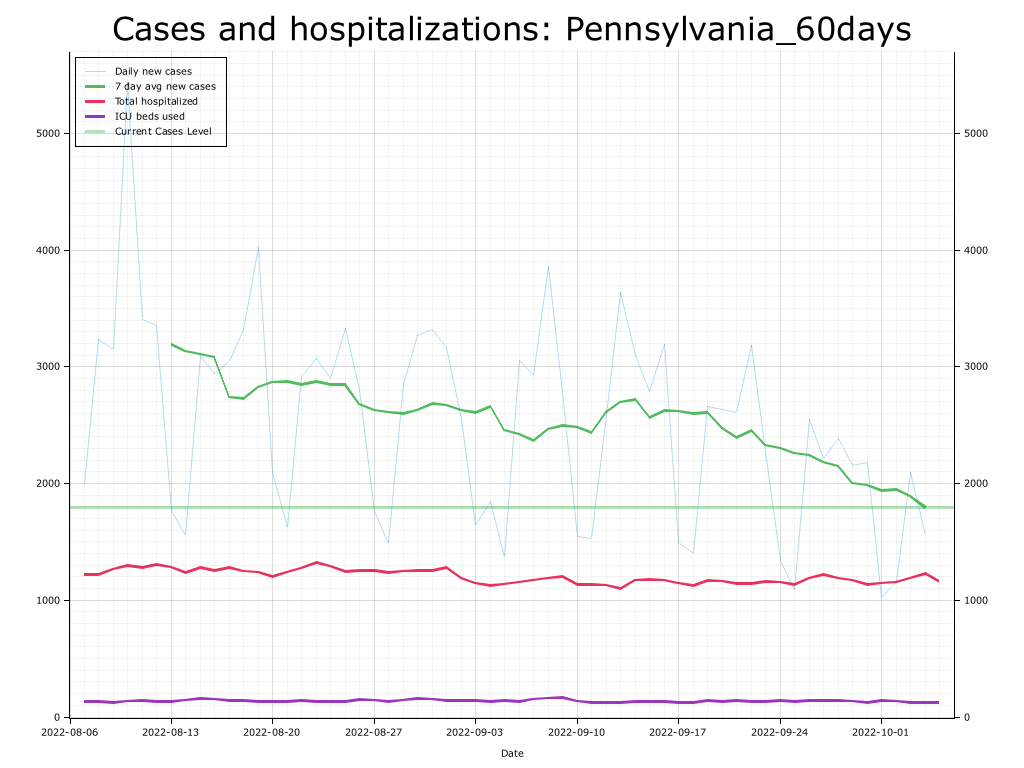 Cases and hospitalizations: Pennsylvania_60days
Daily new cases
7 day avg new cases
Total hospitalized
ICU beds used
Current Cases Level
5000 5000
4000 4000
3000 3000
2000 2000
1000 1000
0 0
2022-08-06 2022-08-13 2022-08-20 2022-08-27 2022-09-03 2022-09-10 2022-09-17 2022-09-24 2022-10-01
Date